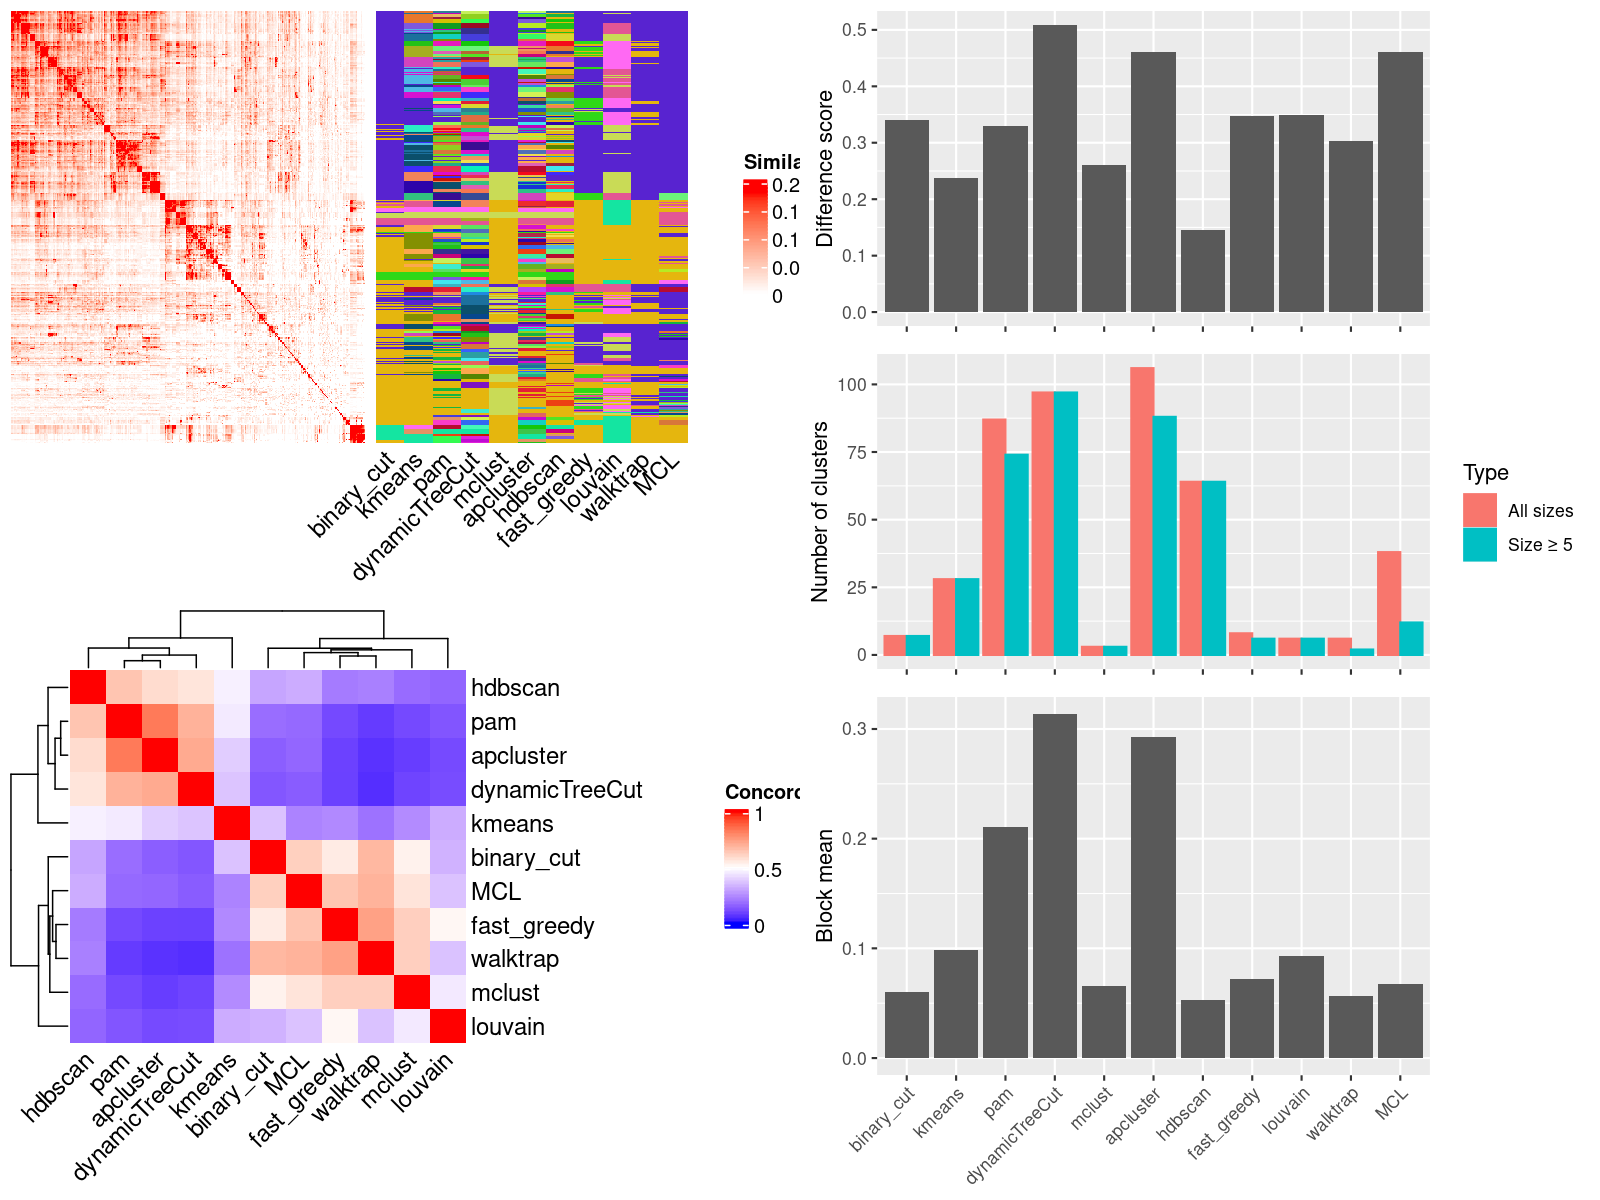 Simila
0.2
0.1
0.1
0.0
0
binary_cut
kmeans
pam
dynamicTreeCut
mclust
apcluster
hdbscan
fast_greedy
louvain
walktrap
MCL
hdbscan
pam
apcluster
dynamicTreeCut
kmeans
binary_cut
MCL
fast_greedy
walktrap
mclust
louvain
hdbscan
pam
apcluster
dynamicTreeCut
kmeans
binary_cut
MCL
fast_greedy
walktrap
mclust
louvain
Concord
1
0.5
0
Difference score
0.5
0.4
0.3
0.2
0.1
0.0
Number of clusters
100
75
50
25
0
Type
All sizes
Size ≥ 5
Block mean
0.3
0.2
0.1
0.0
binary_cut
kmeans
pam
dynamicTreeCut
mclust
apcluster
hdbscan
fast_greedy
louvain
walktrap
MCL